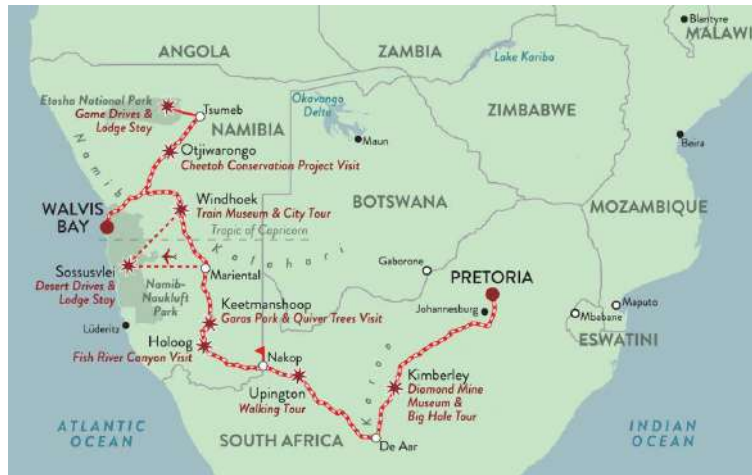 Blantyre
MALAWI
ANGOLA
ZAMBIA
Lake Kariba
Etosha National Park
Game Drives &
Lodge Stay
Tsumeb
NAMIBIA
Okavango
Delta
ZIMBABWE
Maun
Beira
Otjiwarongo
Cheetah Conservation Project Visit
Namib
Windhoek
Train Museum & City Tour
BOTSWANA
MOZAMBIQUE
WALVIS
BAY
Tropic of Capricorn
Kalahari
Sossusvlei
Desert Drives &
Lodge Stay
Mariental
Gaborone
PRETORIA
Johannesburg
Namib-
Naukluft
Park
Keetmanshoop
Garas Park & Quiver Trees Visit
Maputo
Mbabane
ESWATINI
Lüderitz
Holoog
Fish River Canyon Visit
Nakop
Upington
Walking Tour
Karoo
Kimberley
Diamond Mine
Museum &
Big Hole Tour
ATLANTIC
OCEAN
SOUTH AFRICA
De Aar
INDIAN
OCEAN